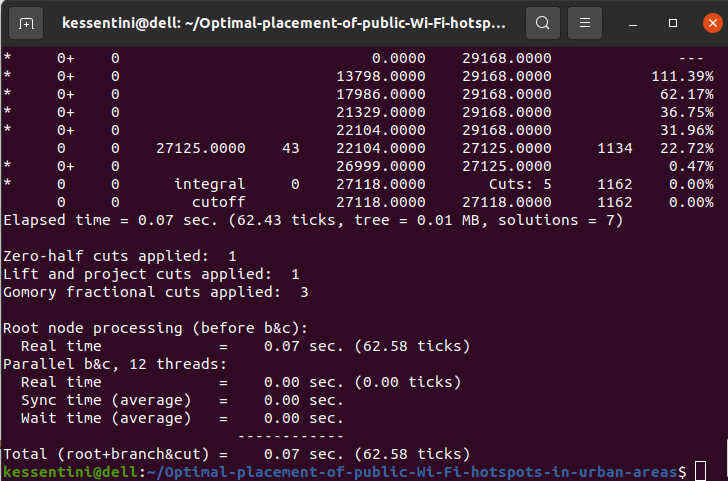 kessentini@dell: ~/Optimal-placement-of-public-Wi-Fi-hotsp...
*     0+    0                            0.0000    29168.0000              ---
*     0+    0                        13798.0000    29168.0000           111.39%
*     0+    0                        17986.0000    29168.0000            62.17%
*     0+    0                        21329.0000    29168.0000            36.75%
*     0+    0                        22104.0000    29168.0000            31.96%
      0     0    27125.0000    43    22104.0000    27125.0000     1134   22.72%
*     0+    0                        26999.0000    27125.0000             0.47%
*     0     0      integral     0    27118.0000       Cuts: 5     1162    0.00%
      0     0        cutoff          27118.0000    27118.0000     1162    0.00%
Elapsed time = 0.07 sec. (62.43 ticks, tree = 0.01 MB, solutions = 7)
Zero-half cuts applied:  1
Lift and project cuts applied:  1
Gomory fractional cuts applied:  3
Root node processing (before b&c):
  Real time             =    0.07 sec. (62.58 ticks)
Parallel b&c, 12 threads:
  Real time             =    0.00 sec. (0.00 ticks)
  Sync time (average)   =    0.00 sec.
  Wait time (average)   =    0.00 sec.
                          ------------
Total (root+branch&cut) =    0.07 sec. (62.58 ticks)
kessentini@dell:~/Optimal-placement-of-public-Wi-Fi-hotspots-in-urban-areas$